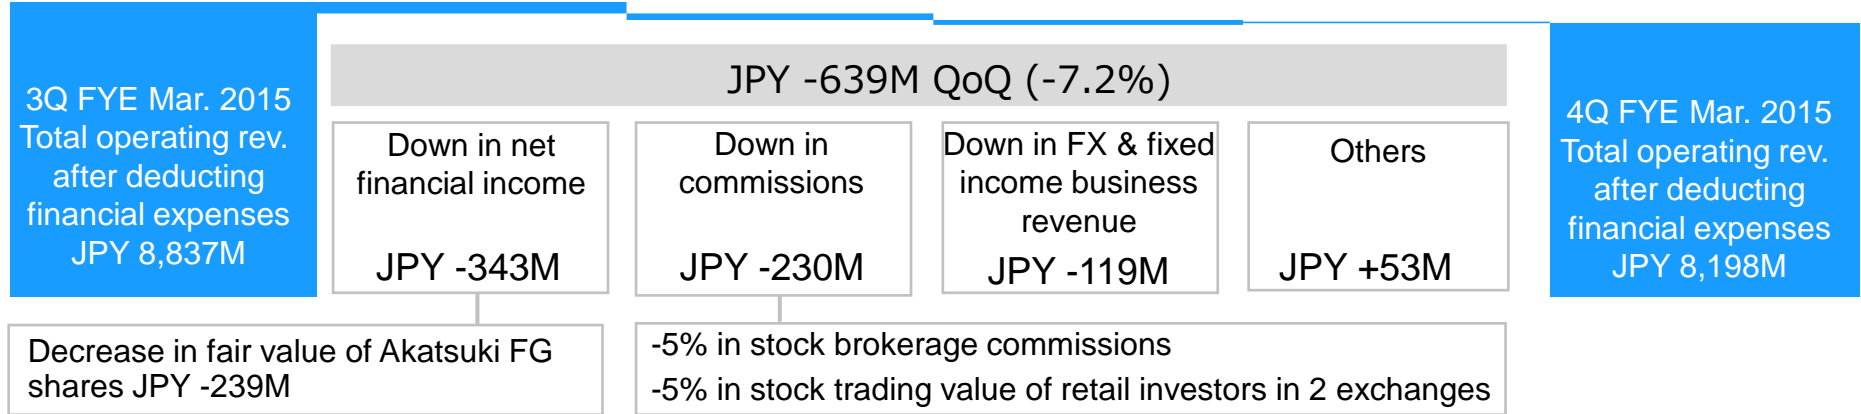 3Q FYE Mar. 2015
Total operating rev.
after deducting
financial expenses
JPY 8,837M
JPY -639M QoQ (-7.2%)
Down in net
financial income
JPY -343M
Down in
commissions
JPY -230M
Down in FX & fixed
income business
revenue
JPY -119M
Others
JPY +53M
4Q FYE Mar. 2015
Total operating rev.
after deducting
financial expenses
JPY 8,198M
Decrease in fair value of Akatsuki FG
shares JPY -239M
-5% in stock brokerage commissions
-5% in stock trading value of retail investors in 2 exchanges